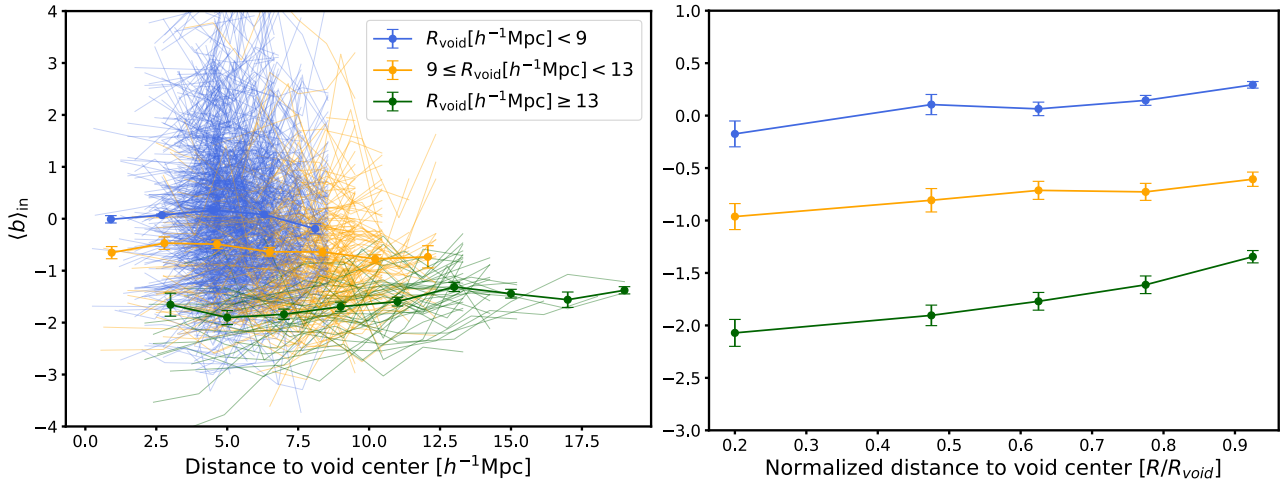 4
3
2
1
0
−1
−2
−3
−4
⟨b⟩in
0.0 2.5 5.0 7.5 10.0 12.5 15.0 17.5
Distance to void center [h⁻¹Mpc]
Rvoid[h⁻¹Mpc] < 9
9 ≤ Rvoid[h⁻¹Mpc] < 13
Rvoid[h⁻¹Mpc] ≥ 13
1.0
0.5
0.0
−0.5
−1.0
−1.5
−2.0
−2.5
−3.0
0.2 0.3 0.4 0.5 0.6 0.7 0.8 0.9
Normalized distance to void center [R/Rvoid]